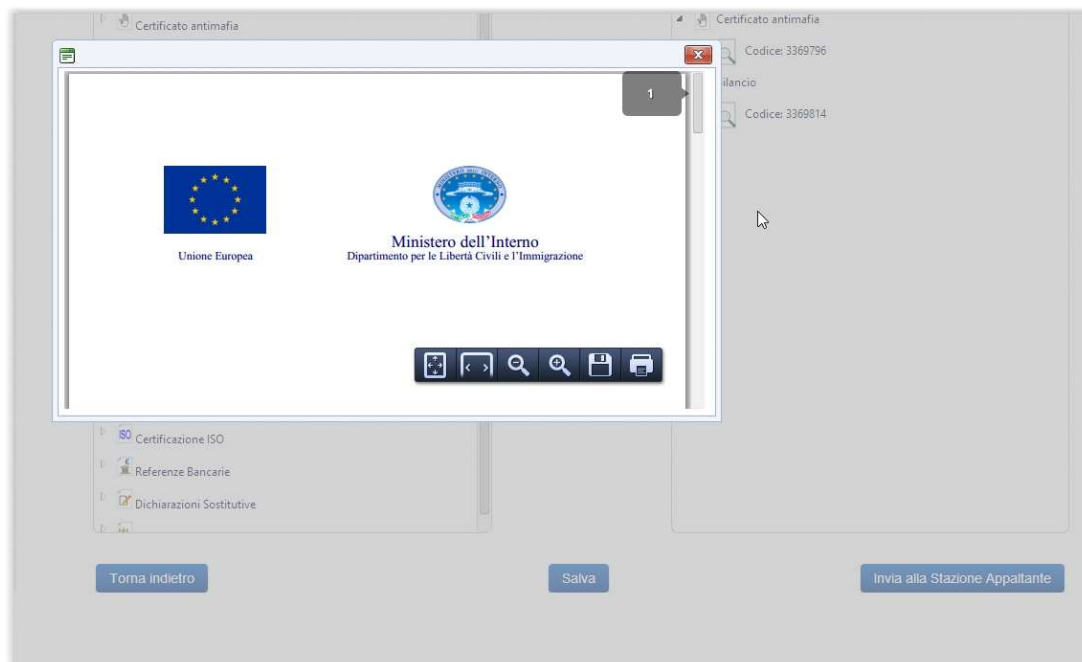 Certificato antimafia
Certificato antimafia
Codice: 3369796
ilancio
Codice: 3369814
1
Unione Europea
Ministero dell'Interno
Dipartimento per le Libertà Civili e l'Immigrazione
ISO Certificazione ISO
Referenze Bancarie
Dichiarazioni Sostitutive
Torna indietro
Salva
Invia alla Stazione Appaltante